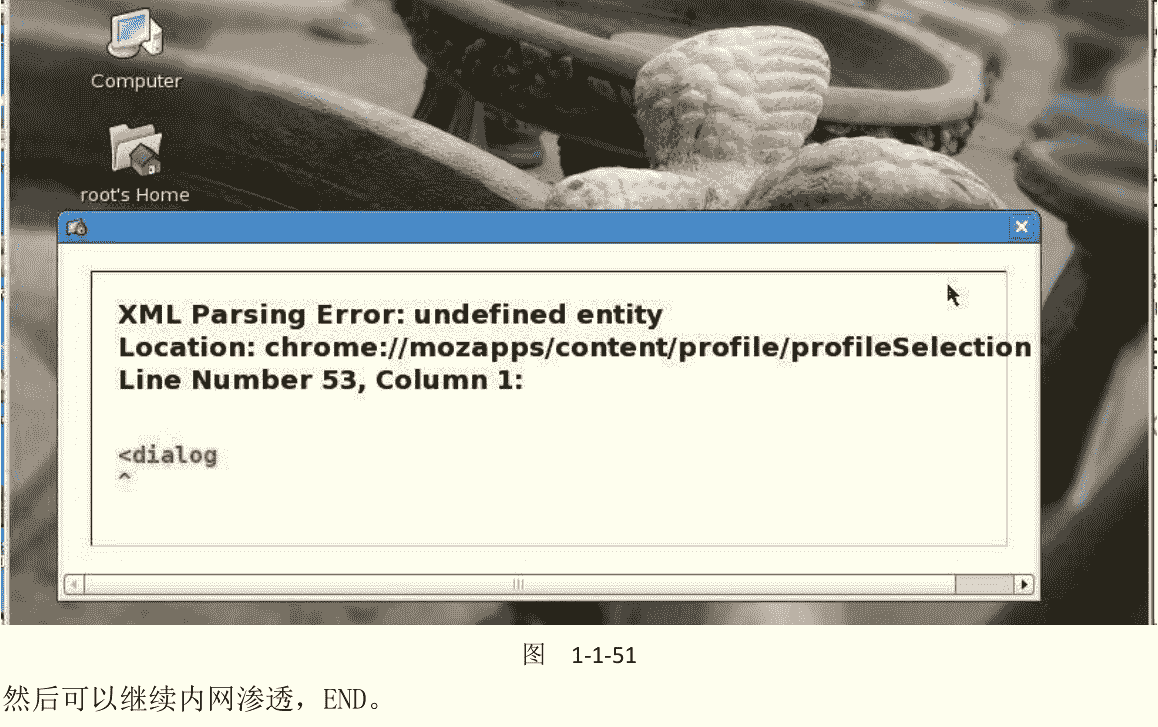 Computer
root's Home
XML Parsing Error: undefined entity
Location: chrome://mozapps/content/profile/profileSelection
Line Number 53, Column 1:
<dialog
^
图 1-1-51
然后可以继续内网渗透，END。